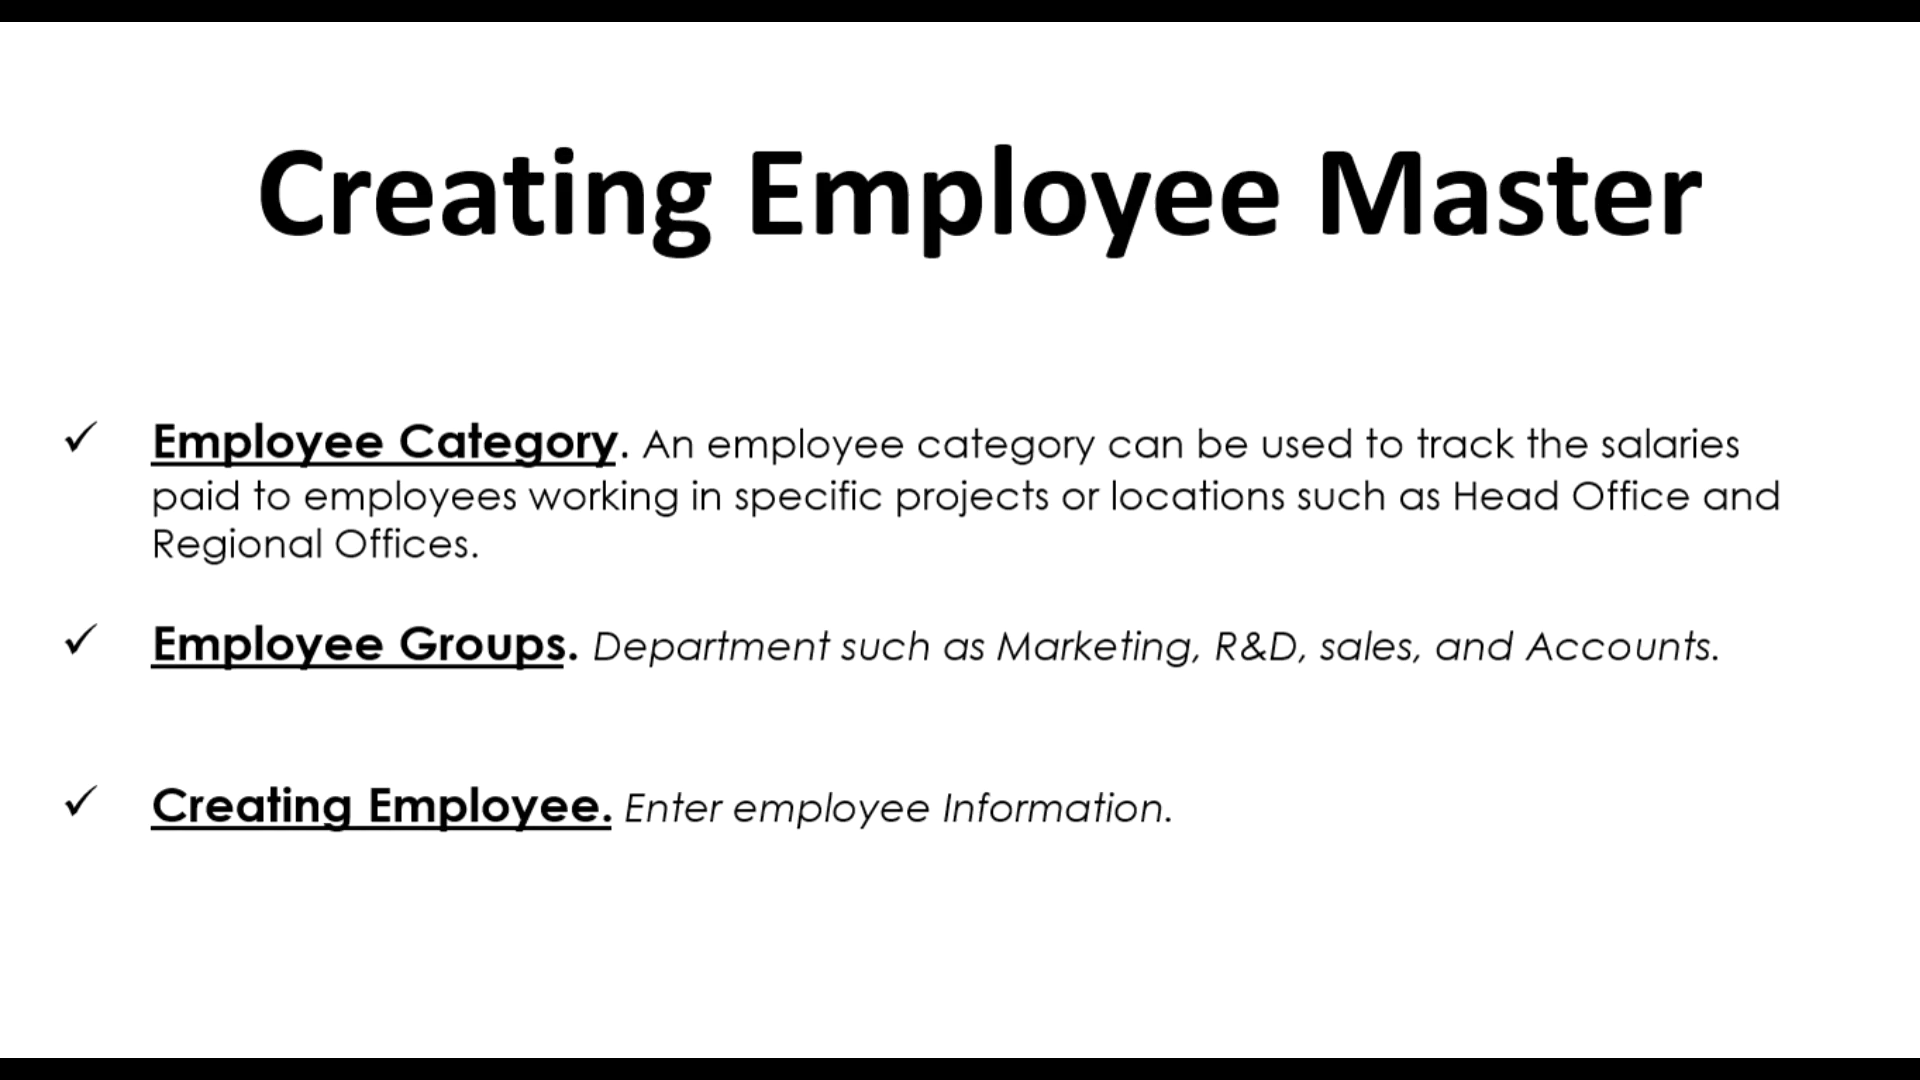 Creating Employee Master
✓ Employee Category. An employee category can be used to track the salaries
paid to employees working in specific projects or locations such as Head Office and
Regional Offices.
✓ Employee Groups. Department such as Marketing, R&D, sales, and Accounts.
✓ Creating Employee. Enter employee Information.